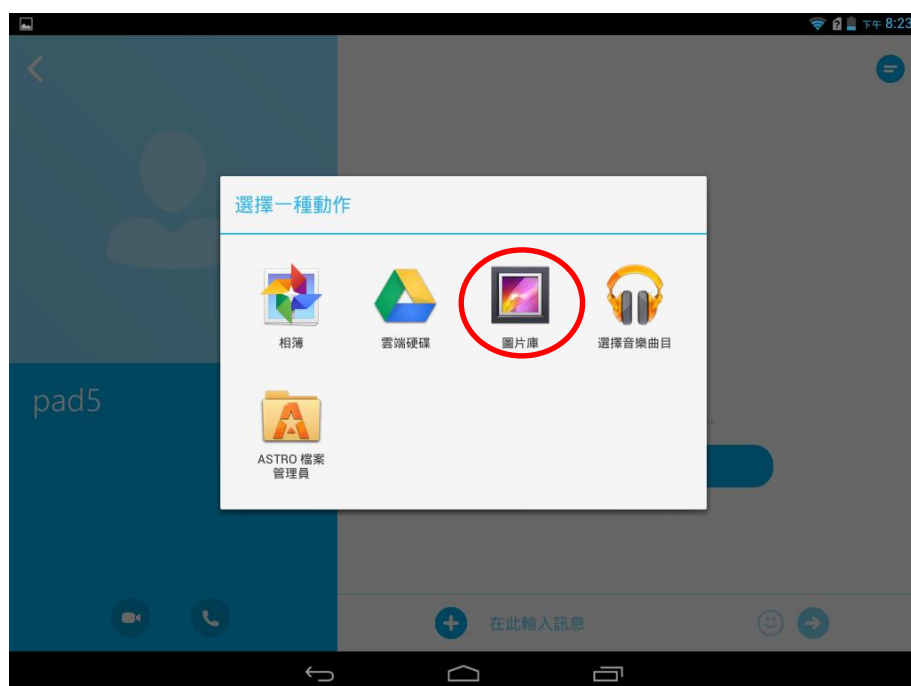 下午 8:23
選擇一種動作
相簿
雲端硬碟
圖片庫
選擇音樂曲目
pad5
ASTRO 檔案
管理員
在此輸入訊息